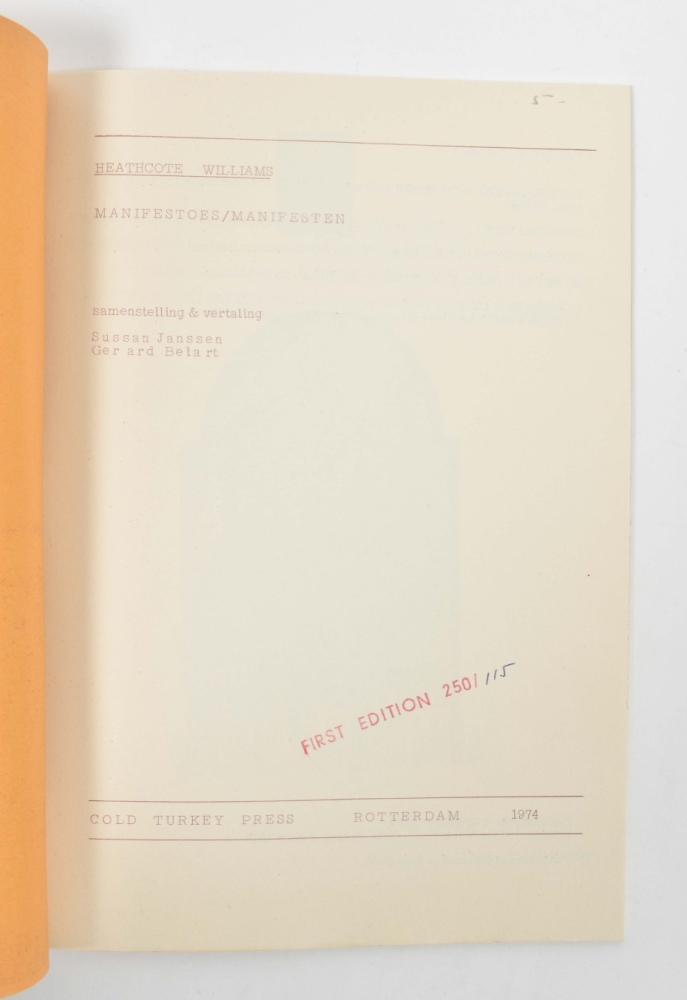 HEATHCOTE WILLIAMS
MANIFESTOES/MANIFESTEN
samenstelling & vertaling
Sussan Janssen
Gerard Belart
FIRST EDITION 250/115
COLD TURKEY PRESS ROTTERDAM 1974